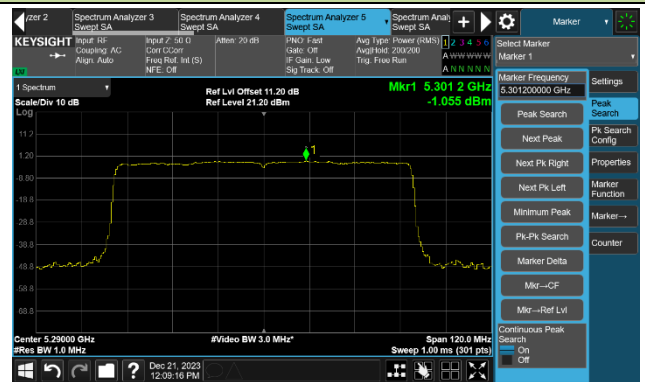 yzer 2
Spectrum Analyzer 3
Swept SA
Spectrum Analyzer 4
Swept SA
Spectrum Analyzer 5
Swept SA
Spectrum Anal
Swept SA
Marker
KEYSIGHT
Input: RF
Coupling: AC
Align: Auto
Input Z: 50 Ω
Corr CCorr
Freq Ref: Int (S)
NFE: Off
Atten: 20 dB
PNO: Fast
Gate: Off
IF Gain: Low
Sig Track: Off
Avg Type: Power (RMS)
Avg|Hold: 200/200
Trig: Free Run
1 2 3 4 5 6
A W W W W W
A N N N N N
Select Marker
Marker 1
1 Spectrum
Scale/Div 10 dB
Log
Ref Lvl Offset 11.20 dB
Ref Level 21.20 dBm
Mkr1 5.301 2 GHz
-1.055 dBm
1
11.2
-8.80
-18.8
-28.8
-38.8
-48.8
-58.8
-68.8
Center 5.29000 GHz
#Res BW 1.0 MHz
#Video BW 3.0 MHz*
Span 120.0 MHz
Sweep 1.00 ms (301 pts)
Marker Frequency
5.301200000 GHz
Peak Search
Next Peak
Next Pk Right
Next Pk Left
Minimum Peak
Pk-Pk Search
Marker Delta
Mkr→CF
Mkr→Ref Lvl
Continuous Peak
Search
On
Off
Settings
Peak
Search
Pk Search
Config
Properties
Marker
Function
Marker→
Counter
?
Dec 21, 2023
12:09:16 PM